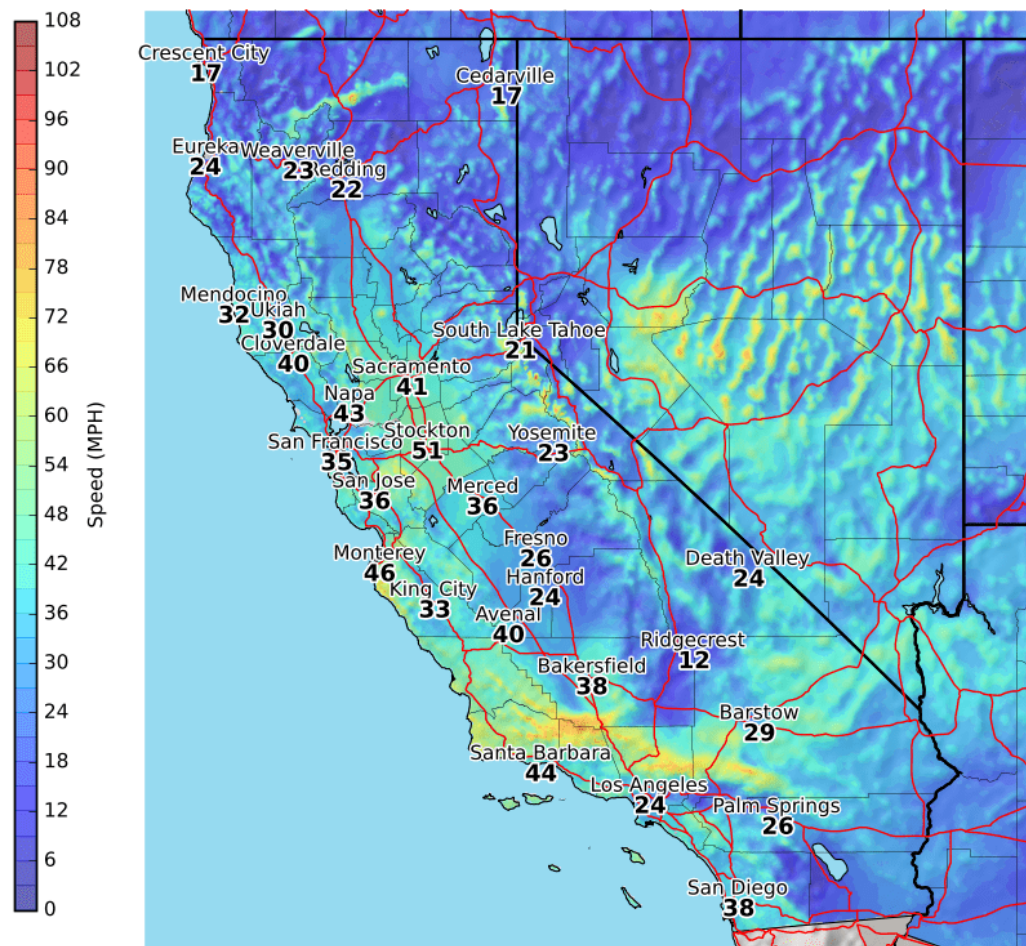 108
102
96
90
84
78
72
66
60
54
48
42
36
30
24
18
12
6
0
Speed (MPH)
Crescent City
17
Cedarville
17
Eureka
24
Weaverville
23
Redding
22
Mendocino
32
Ukiah
30
Cloverdale
40
South Lake Tahoe
21
Sacramento
41
Napa
43
Stockton
51
San Francisco
35
Yosemite
23
San Jose
36
Merced
36
Fresno
26
Monterey
46
Death Valley
24
Hanford
24
King City
33
Avenal
40
Ridgecrest
12
Bakersfield
38
Barstow
29
Santa Barbara
44
Los Angeles
24
Palm Springs
26
San Diego
38